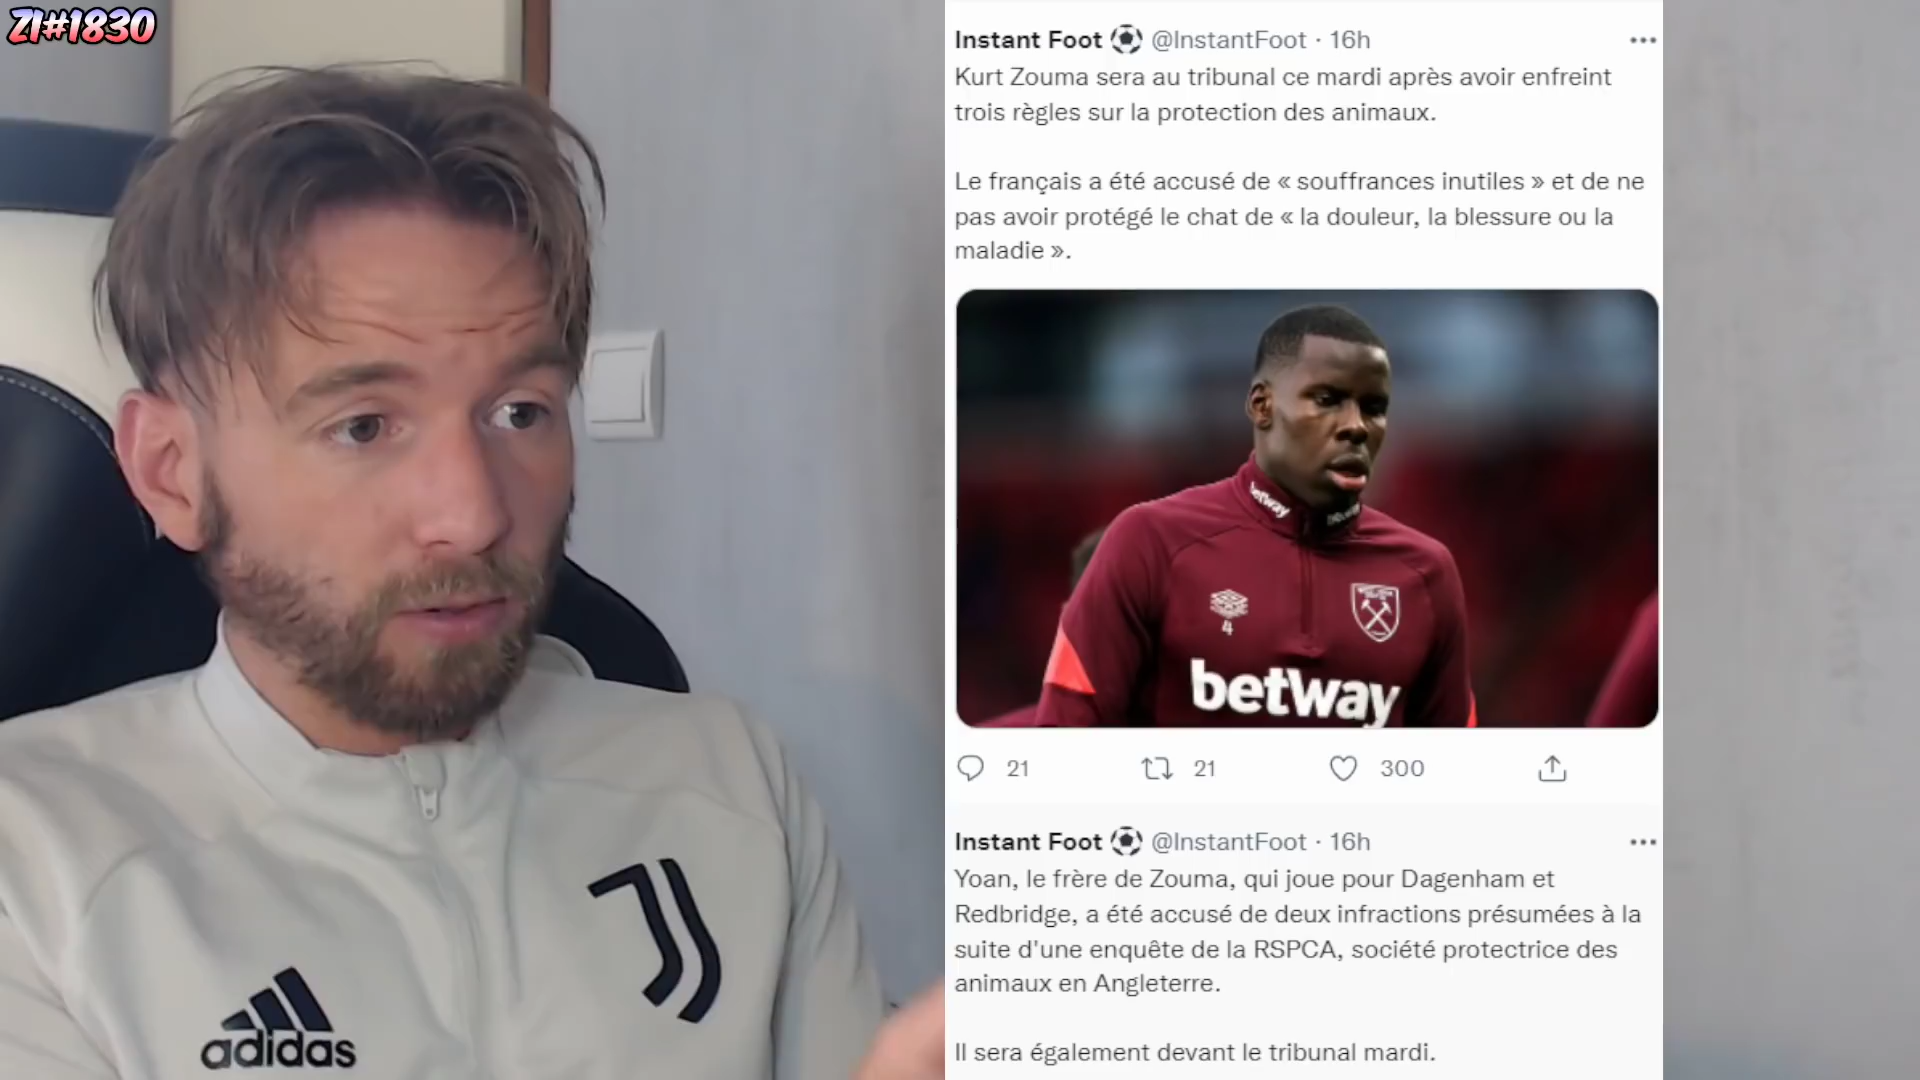 ZI#1830
Instant Foot @InstantFoot · 16h
Kurt Zouma sera au tribunal ce mardi après avoir enfreint
trois règles sur la protection des animaux.
Le français a été accusé de « souffrances inutiles » et de ne
pas avoir protégé le chat de « la douleur, la blessure ou la
maladie ».
betway
4
betway
21
21
300
Instant Foot @InstantFoot · 16h
Yoan, le frère de Zouma, qui joue pour Dagenham et
Redbridge, a été accusé de deux infractions présumées à la
suite d'une enquête de la RSPCA, société protectrice des
animaux en Angleterre.
Il sera également devant le tribunal mardi.
adidas